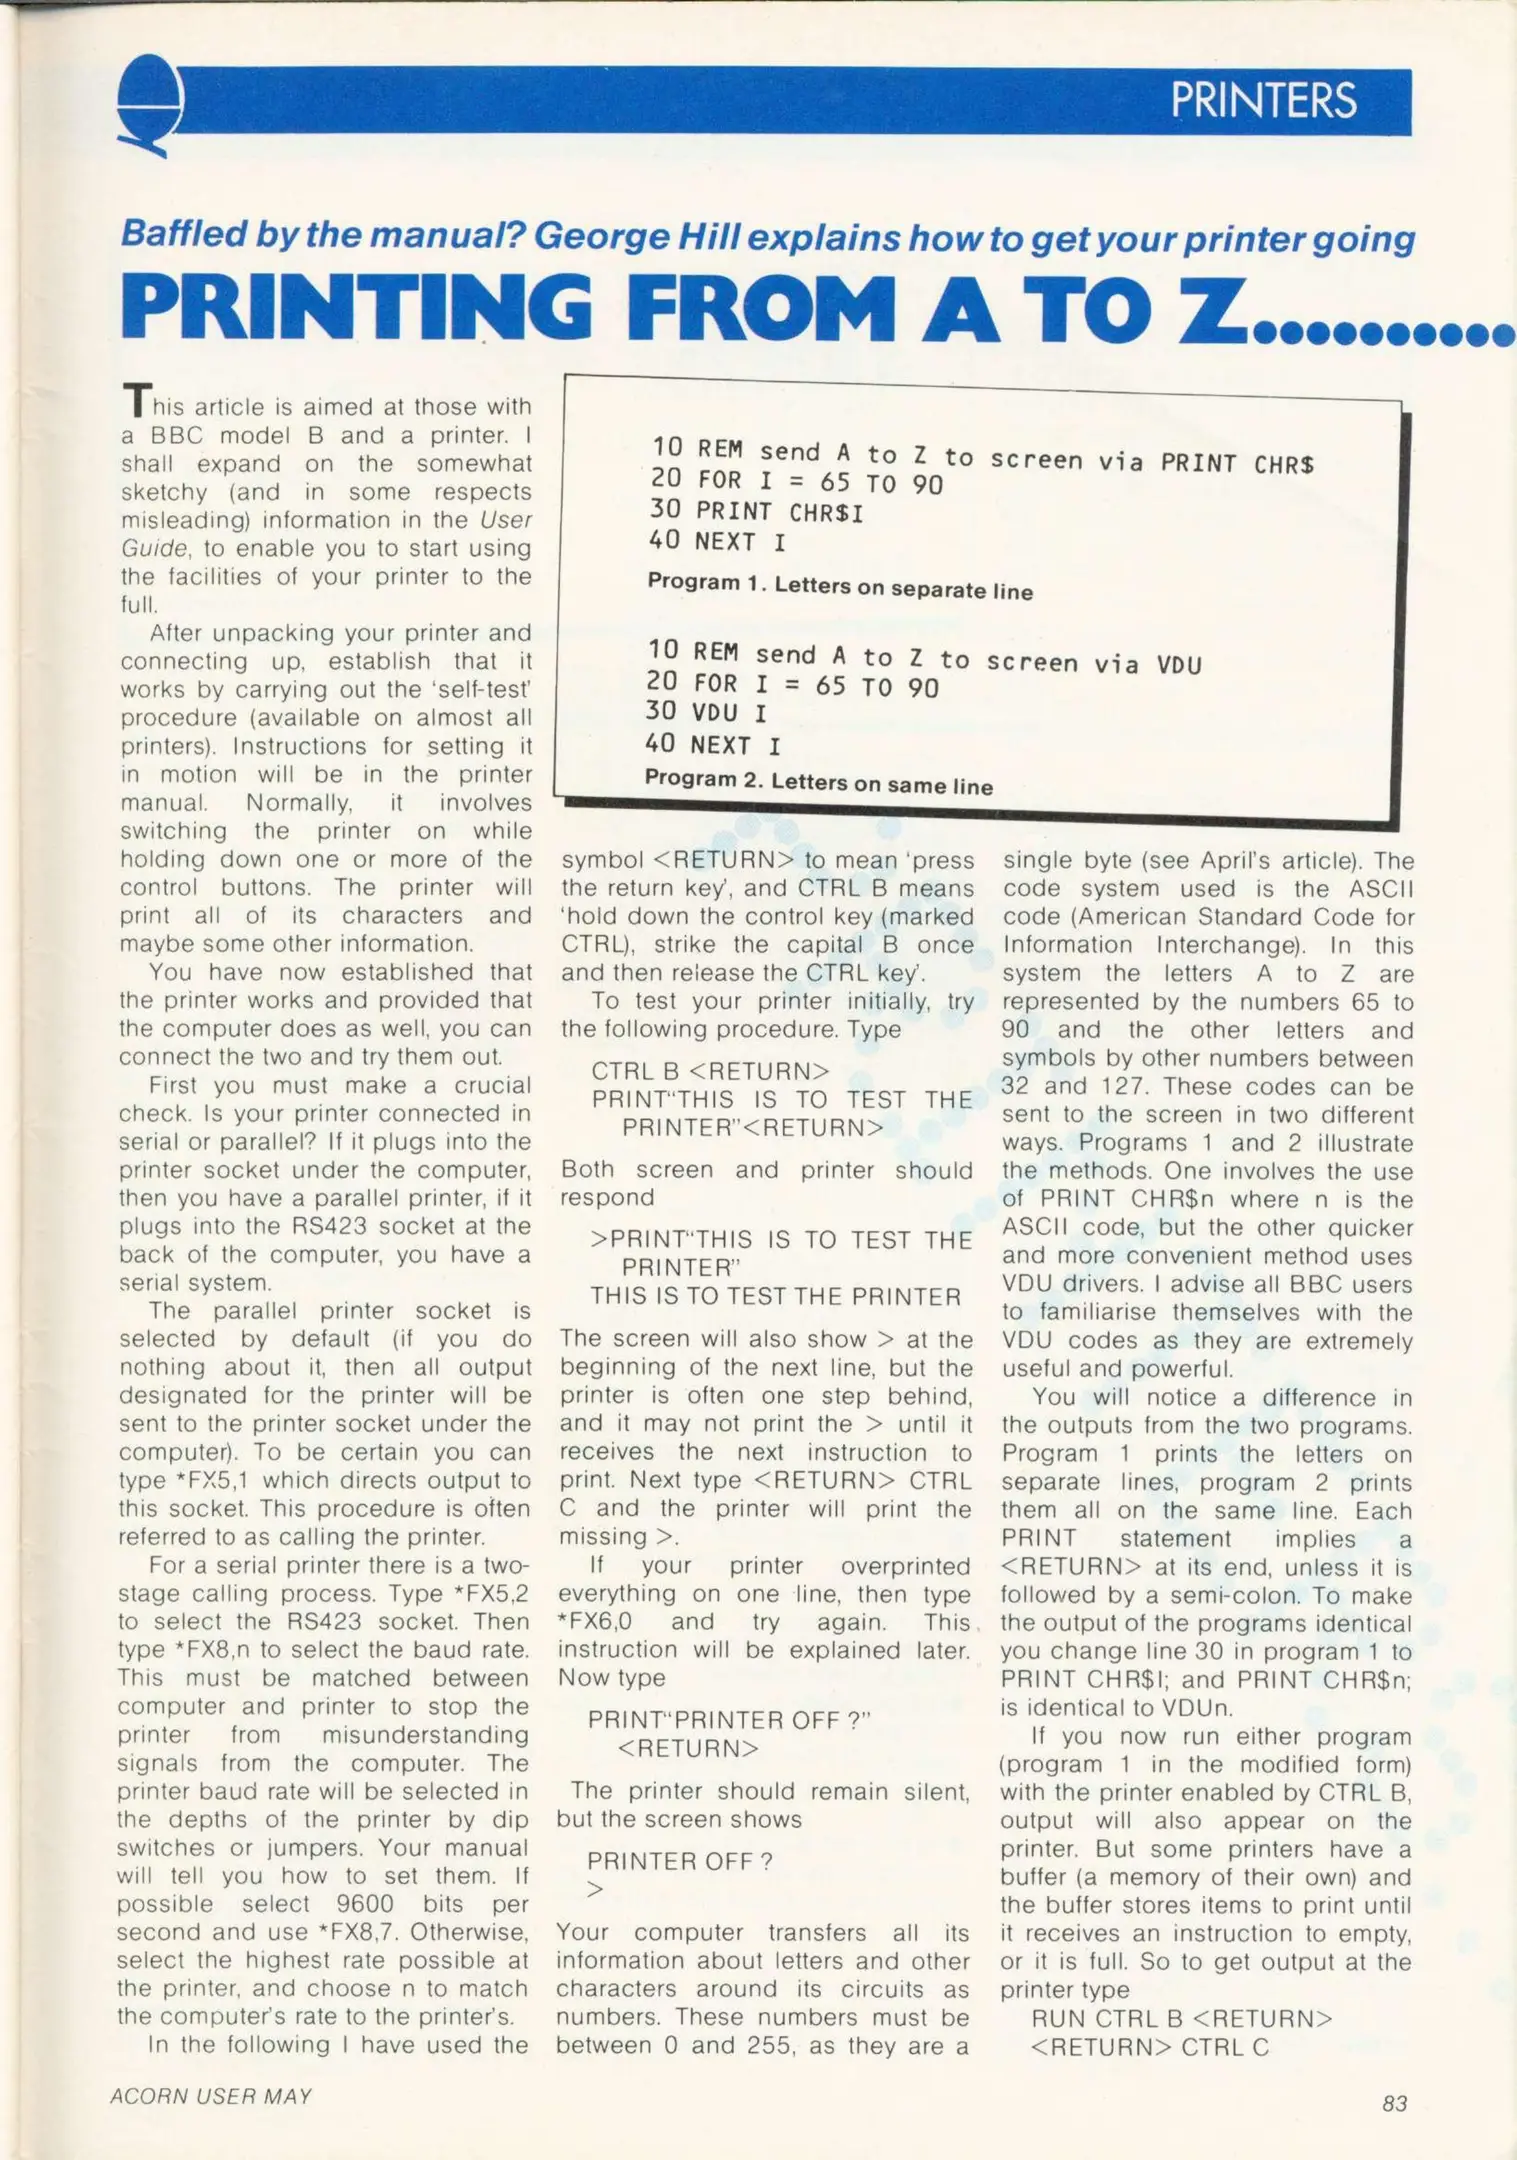 PRINTERS
Baffled by the manual? George Hill explains how to get your printer going
PRINTING FROM A TO Z..........
This article is aimed at those with
a BBC model B and a printer. I
shall expand on the somewhat
sketchy (and in some respects
misleading) information in the User
Guide, to enable you to start using
the facilities of your printer to the
full.
After unpacking your printer and
connecting up, establish that it
works by carrying out the 'self-test'
procedure (available on almost all
printers). Instructions for setting it
in motion will be in the printer
manual. Normally, it involves
switching the printer on while
holding down one or more of the
control buttons. The printer will
print all of its characters and
maybe some other information.
You have now established that
the printer works and provided that
the computer does as well, you can
connect the two and try them out.
First you must make a crucial
check. Is your printer connected in
serial or parallel? If it plugs into the
printer socket under the computer,
then you have a parallel printer, if it
plugs into the RS423 socket at the
back of the computer, you have a
serial system.
The parallel printer socket is
selected by default (if you do
nothing about it, then all output
designated for the printer will be
sent to the printer socket under the
computer). To be certain you can
type *FX5,1 which directs output to
this socket. This procedure is often
referred to as calling the printer.
For a serial printer there is a two-
stage calling process. Type *FX5,2
to select the RS423 socket. Then
type *FX8,n to select the baud rate.
This must be matched between
computer and printer to stop the
printer from misunderstanding
signals from the computer. The
printer baud rate will be selected in
the depths of the printer by dip
switches or jumpers. Your manual
will tell you how to set them. If
possible select 9600 bits per
second and use *FX8,7. Otherwise,
select the highest rate possible at
the printer, and choose n to match
the computer's rate to the printer's.
In the following I have used the
10 REM send A to Z to screen via PRINT CHR$
20 FOR I = 65 TO 90
30 PRINT CHR$I
40 NEXT I
Program 1. Letters on separate line
10 REM send A to Z to screen via VDU
20 FOR I = 65 TO 90
30 VDU I
40 NEXT I
Program 2. Letters on same line
symbol <RETURN> to mean 'press
the return key', and CTRL B means
'hold down the control key (marked
CTRL), strike the capital B once
and then release the CTRL key'.
To test your printer initially, try
the following procedure. Type
CTRL B <RETURN>
PRINT"THIS IS TO TEST THE
PRINTER"<RETURN>
Both screen and printer should
respond
>PRINT"THIS IS TO TEST THE
PRINTER"
THIS IS TO TEST THE PRINTER
The screen will also show > at the
beginning of the next line, but the
printer is often one step behind,
and it may not print the > until it
receives the next instruction to
print. Next type <RETURN> CTRL
C and the printer will print the
missing >.
If your printer overprinted
everything on one line, then type
*FX6,0 and try again. This
instruction will be explained later.
Now type
PRINT"PRINTER OFF ?"
<RETURN>
The printer should remain silent,
but the screen shows
PRINTER OFF ?
>
Your computer transfers all its
information about letters and other
characters around its circuits as
numbers. These numbers must be
between 0 and 255, as they are a
single byte (see April's article). The
code system used is the ASCII
code (American Standard Code for
Information Interchange). In this
system the letters A to Z are
represented by the numbers 65 to
90 and the other letters and
symbols by other numbers between
32 and 127. These codes can be
sent to the screen in two different
ways. Programs 1 and 2 illustrate
the methods. One involves the use
of PRINT CHR$n where n is the
ASCII code, but the other quicker
and more convenient method uses
VDU drivers. I advise all BBC users
to familiarise themselves with the
VDU codes as they are extremely
useful and powerful.
You will notice a difference in
the outputs from the two programs.
Program 1 prints the letters on
separate lines, program 2 prints
them all on the same line. Each
PRINT statement implies a
<RETURN> at its end, unless it is
followed by a semi-colon. To make
the output of the programs identical
you change line 30 in program 1 to
PRINT CHR$I; and PRINT CHR$n;
is identical to VDUn.
If you now run either program
(program 1 in the modified form)
with the printer enabled by CTRL B,
output will also appear on the
printer. But some printers have a
buffer (a memory of their own) and
the buffer stores items to print until
it receives an instruction to empty,
or it is full. So to get output at the
printer type
RUN CTRL B <RETURN>
<RETURN> CTRL C
ACORN USER MAY
83